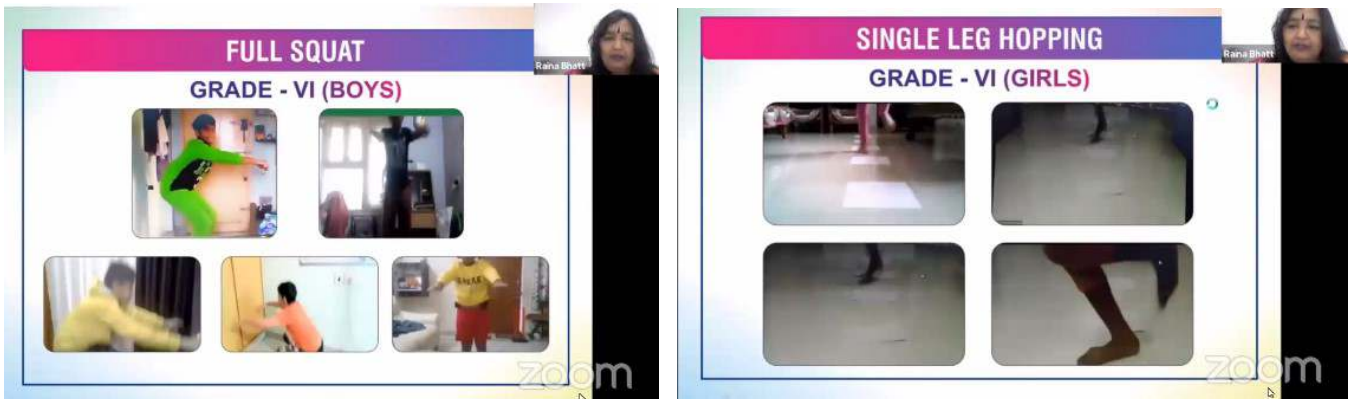 FULL SQUAT
Raina Bhatt
GRADE - VI (BOYS)
zoom
SINGLE LEG HOPPING
Raina Bhatt
GRADE - VI (GIRLS)
zoom